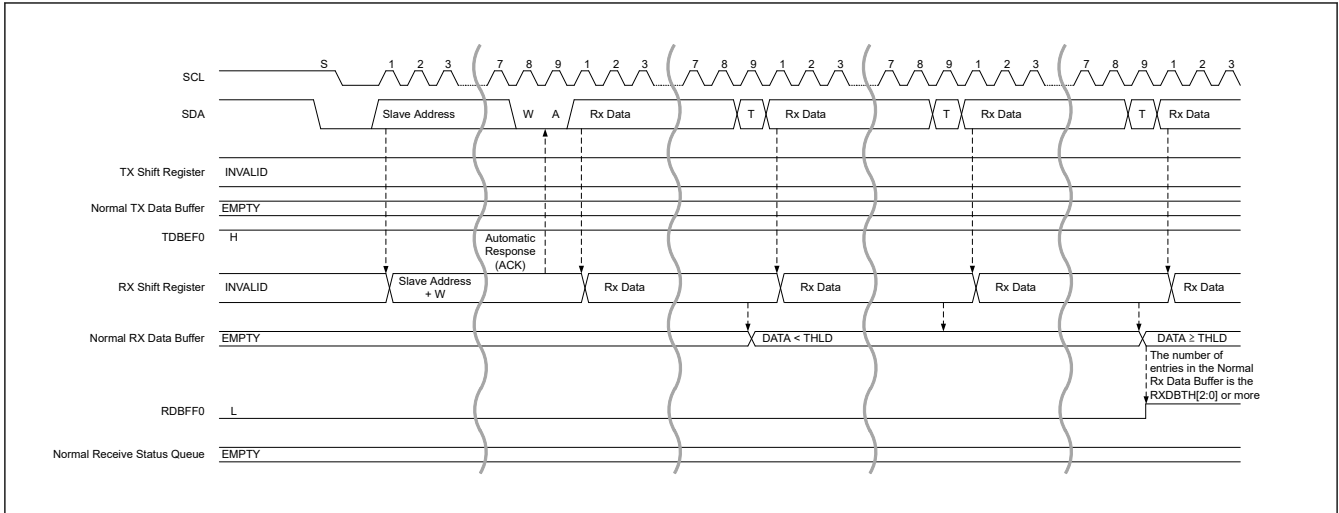 S 1 2 3 7 8 9 1 2 3 7 8 9 1 2 3 7 8 9 1 2 3 7 8 9 1 2 3
SCL
SDA Slave Address W A Rx Data T Rx Data T Rx Data T Rx Data
TX Shift Register INVALID
Normal TX Data Buffer EMPTY
TDBEF0 H
Automatic
Response
(ACK)
RX Shift Register INVALID Slave Address
+ W
Rx Data Rx Data Rx Data Rx Data
Normal RX Data Buffer EMPTY DATA < THLD DATA ≥ THLD
The number of
entries in the Normal
Rx Data Buffer is the
RXDBTH[2:0] or more
RDBFF0 L
Normal Receive Status Queue EMPTY